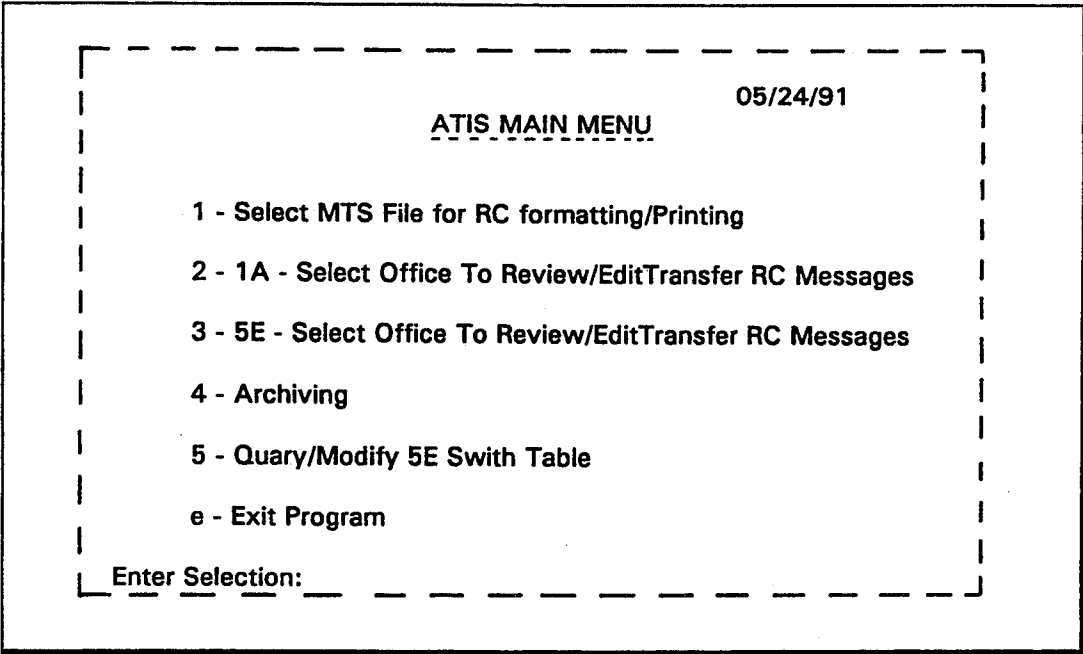 05/24/91
ATIS MAIN MENU
1 - Select MTS File for RC formatting/Printing
2 - 1A - Select Office To Review/EditTransfer RC Messages
3 - 5E - Select Office To Review/EditTransfer RC Messages
4 - Archiving
5 - Quary/Modify 5E Swith Table
e - Exit Program
Enter Selection: